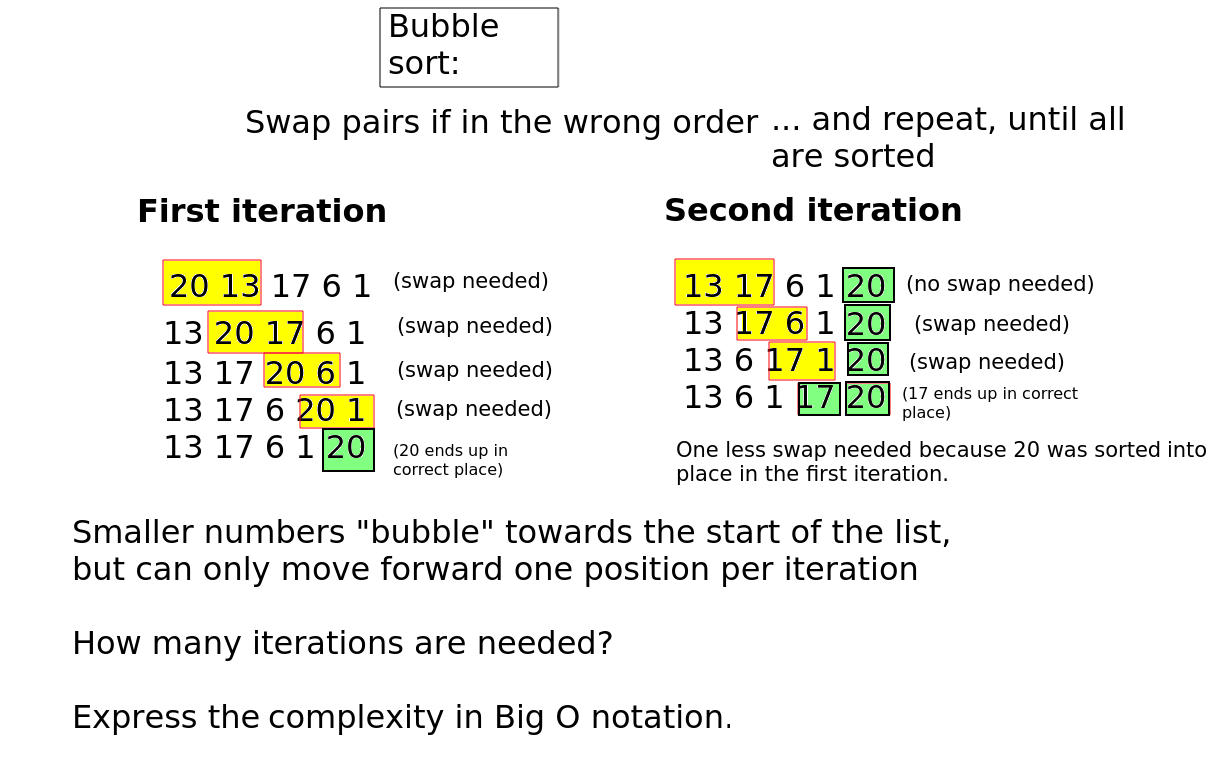 Bubble
sort:
Swap pairs if in the wrong order
... and repeat, until all
are sorted
First iteration
20 13 17 6 1 (swap needed)
13 20 17 6 1 (swap needed)
13 17 20 6 1 (swap needed)
13 17 6 20 1 (swap needed)
13 17 6 1 20 (20 ends up in
correct place)
Second iteration
13 17 6 1 20 (no swap needed)
13 17 6 1 20 (swap needed)
13 6 17 1 20 (swap needed)
13 6 1 17 20 (17 ends up in correct
place)
One less swap needed because 20 was sorted into
place in the first iteration.
Smaller numbers "bubble" towards the start of the list,
but can only move forward one position per iteration
How many iterations are needed?
Express the complexity in Big O notation.